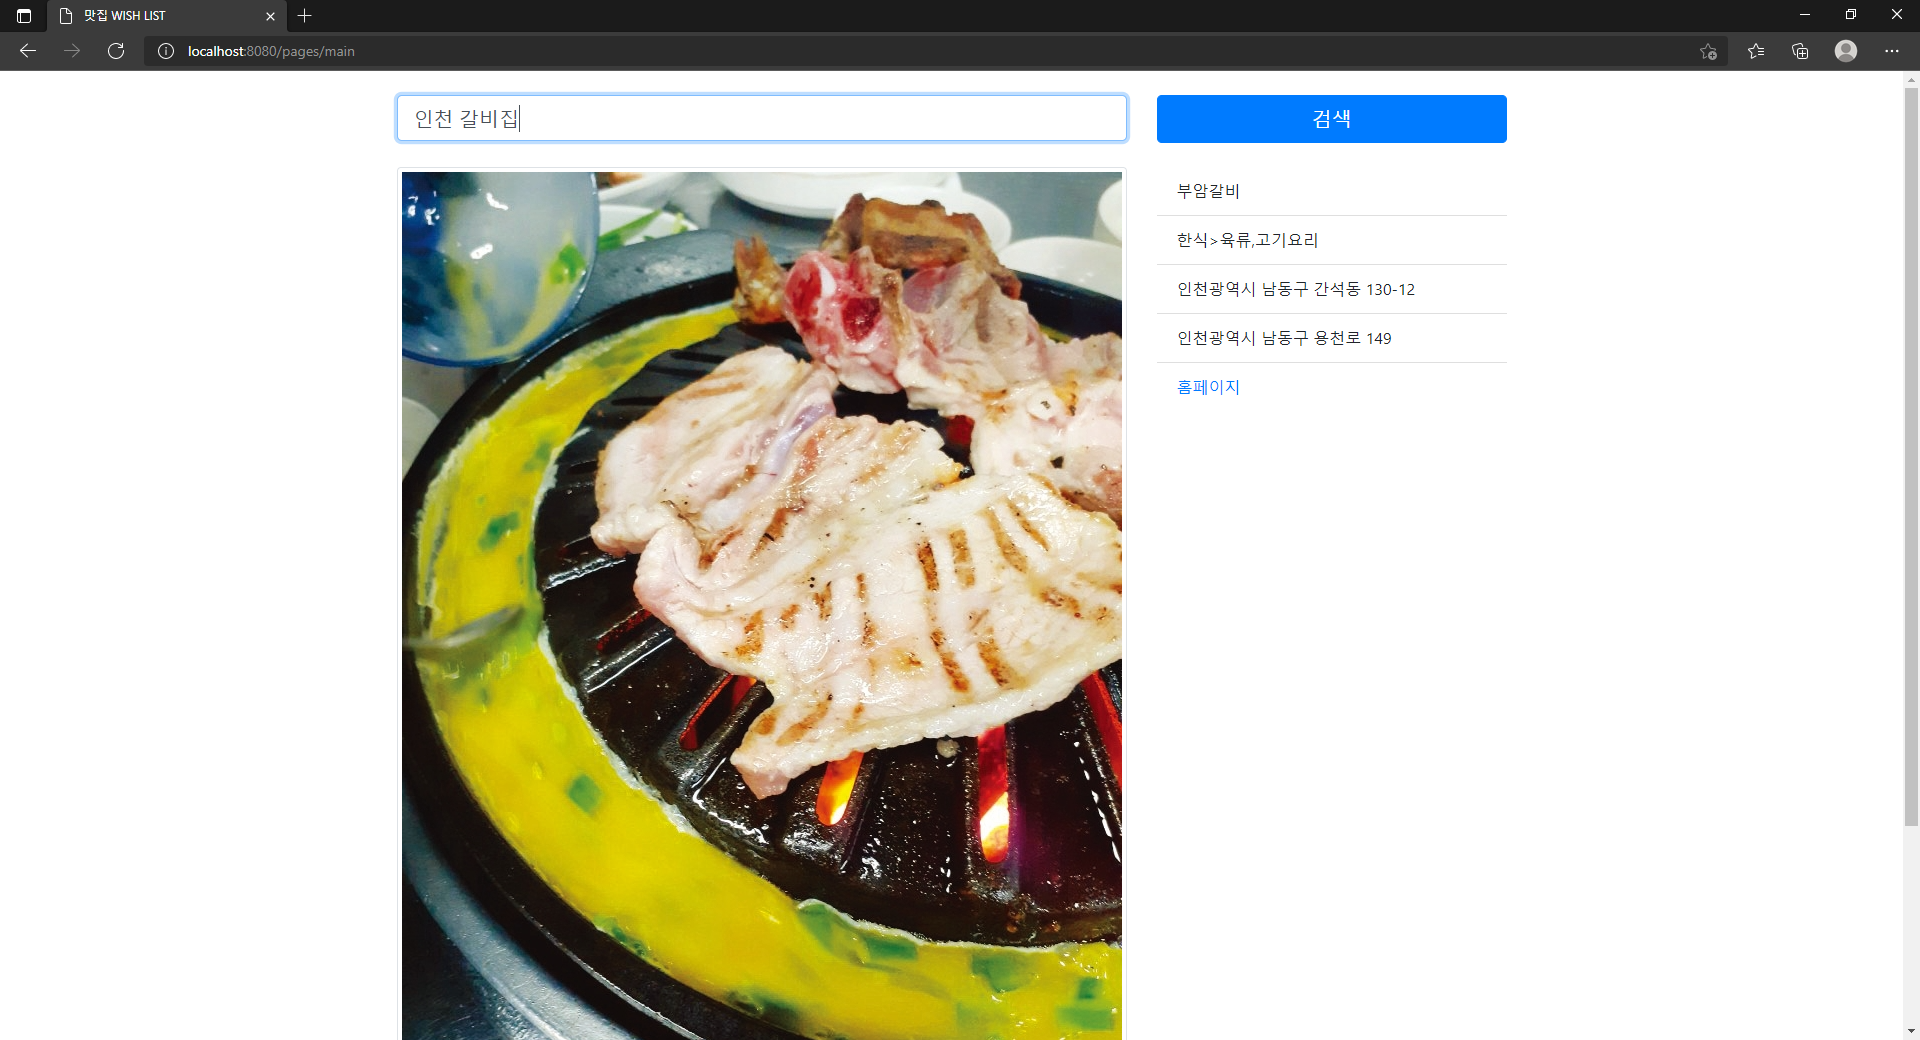 맛집 WISH LIST
localhost:8080/pages/main
인천 갈비집
검색
부암갈비
한식>육류,고기요리
인천광역시 남동구 간석동 130-12
인천광역시 남동구 용천로 149
홈페이지